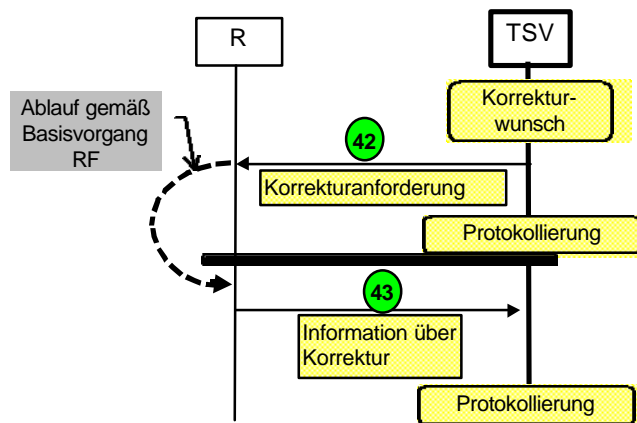 R
TSV
Ablauf gemäß
Basisvorgang
RF
Korrektur-
wunsch
42
Korrekturanforderung
Protokollierung
43
Information über
Korrektur
Protokollierung